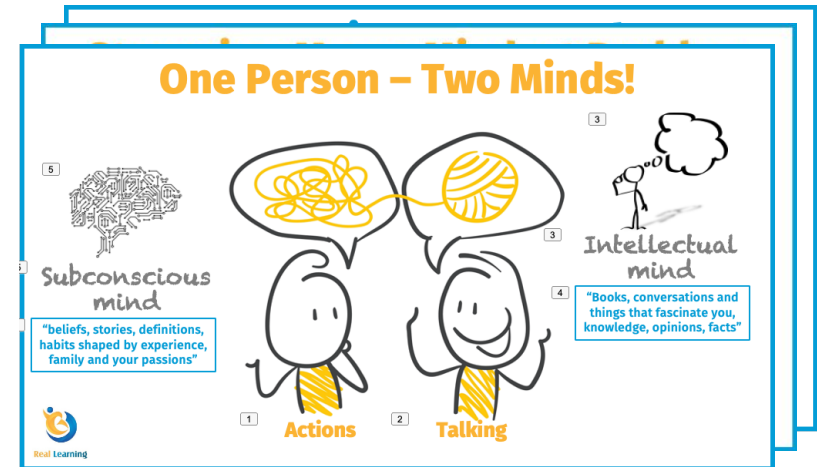 One Person – Two Minds!
3
5
3
Intellectual
mind
5
Subconscious
mind
4
“Books, conversations and
things that fascinate you,
knowledge, opinions, facts”
“beliefs, stories, definitions,
habits shaped by experience,
family and your passions”
1
Actions
2
Talking
Real Learning